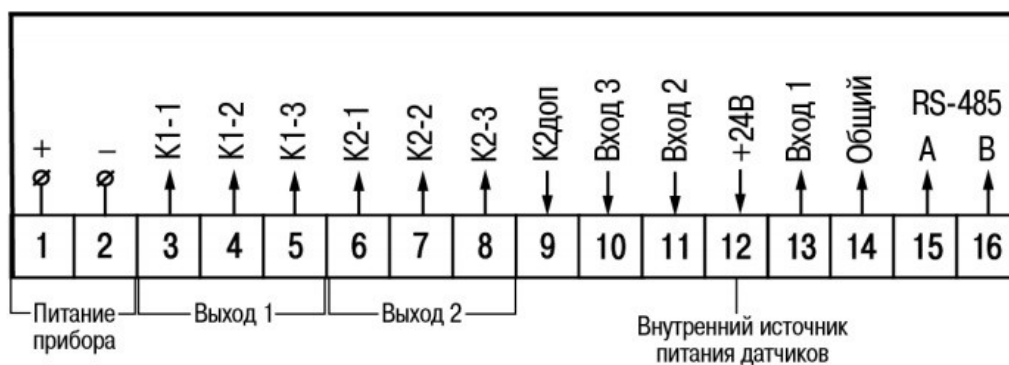 +
–
К1-1
К1-2
К1-3
К2-1
К2-2
К2-3
К2доп
Вход 3
Вход 2
+24В
Вход 1
Общий
RS-485
А
В
1 2 3 4 5 6 7 8 9 10 11 12 13 14 15 16
Питание
прибора
Выход 1
Выход 2
Внутренний источник
питания датчиков